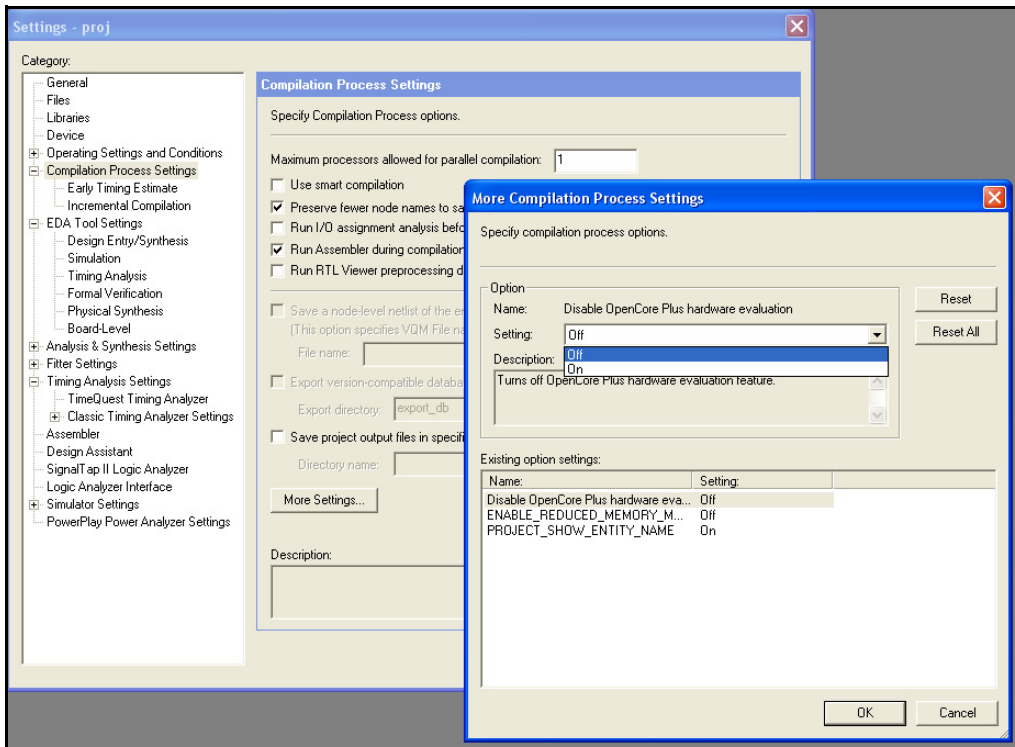 Settings - proj
Category:
General
Files
Libraries
Device
Operating Settings and Conditions
Compilation Process Settings
Early Timing Estimate
Incremental Compilation
EDA Tool Settings
Design Entry/Synthesis
Simulation
Timing Analysis
Formal Verification
Physical Synthesis
Board-Level
Analysis & Synthesis Settings
Fitter Settings
Timing Analysis Settings
TimeQuest Timing Analyzer
Classic Timing Analyzer Settings
Assembler
Design Assistant
SignalTap II Logic Analyzer
Logic Analyzer Interface
Simulator Settings
PowerPlay Power Analyzer Settings
Compilation Process Settings
Specify Compilation Process options.
Maximum processors allowed for parallel compilation: 1
Use smart compilation
Preserve fewer node names to sa
Run I/O assignment analysis befo
Run Assembler during compilation
Run RTL Viewer preprocessing d
Save a node-level netlist of the e
(This option specifies VQM File na
File name:
Export version-compatible databa
Export directory: export_db
Save project output files in specifi
Directory name:
More Settings...
Description:
More Compilation Process Settings
Specify compilation process options.
Option
Name: Disable OpenCore Plus hardware evaluation
Setting: Off
Off
On
Description:
Turns off OpenCore Plus hardware evaluation feature.
Reset
Reset All
Existing option settings:
Name: Setting:
Disable OpenCore Plus hardware eva... Off
ENABLE_REDUCED_MEMORY_M... Off
PROJECT_SHOW_ENTITY_NAME On
OK Cancel